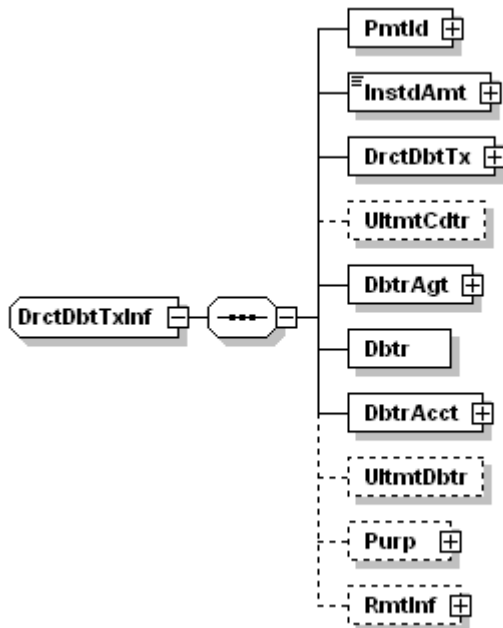 PmtId
InstdAmt
DrctDbtTx
UltmtCdtr
DbtrAgt
DrctDbtTxInf
Dbtr
DbtrAcct
UltmtDbtr
Purp
RmtInf